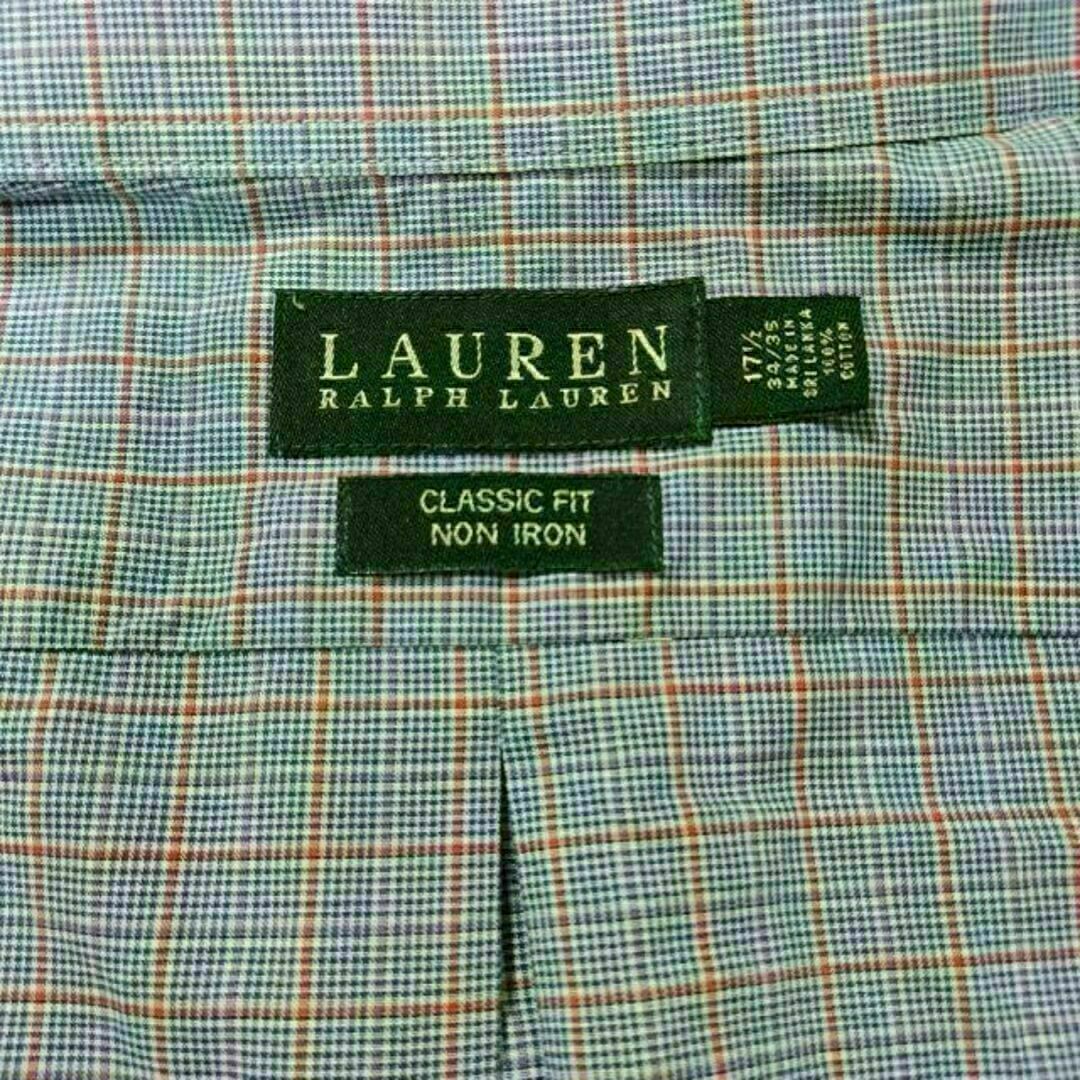 LAUREN
RALPH LAUREN
17½
34/35
MADE IN
SRI LANKA
100%
COTTON
CLASSIC FIT
NON IRON